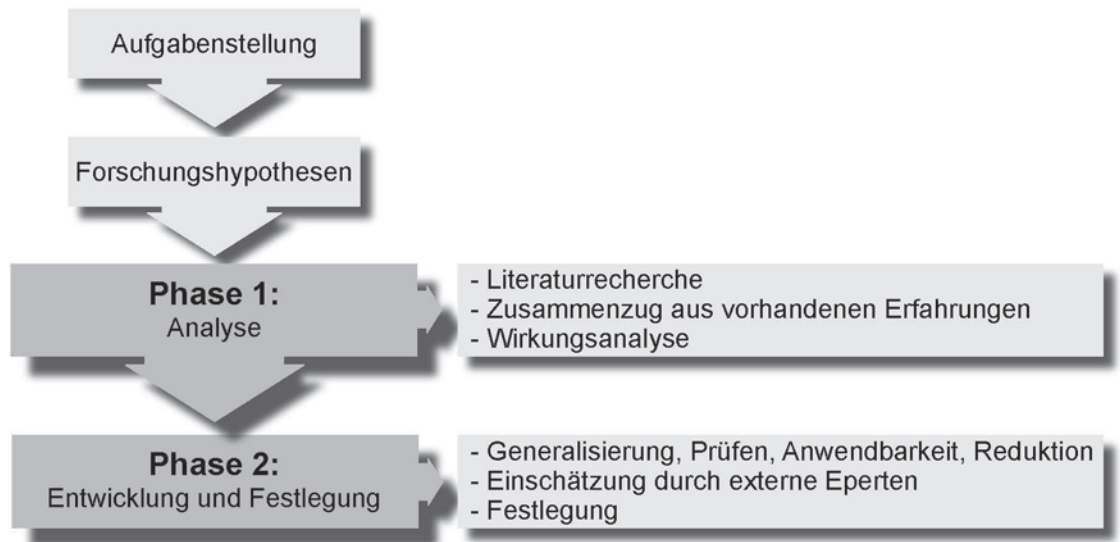 Aufgabenstellung
Forschungshypothesen
Phase 1:
Analyse
- Literaturrecherche
- Zusammenzug aus vorhandenen Erfahrungen
- Wirkungsanalyse
Phase 2:
Entwicklung und Festlegung
- Generalisierung, Prüfen, Anwendbarkeit, Reduktion
- Einschätzung durch externe Eperten
- Festlegung